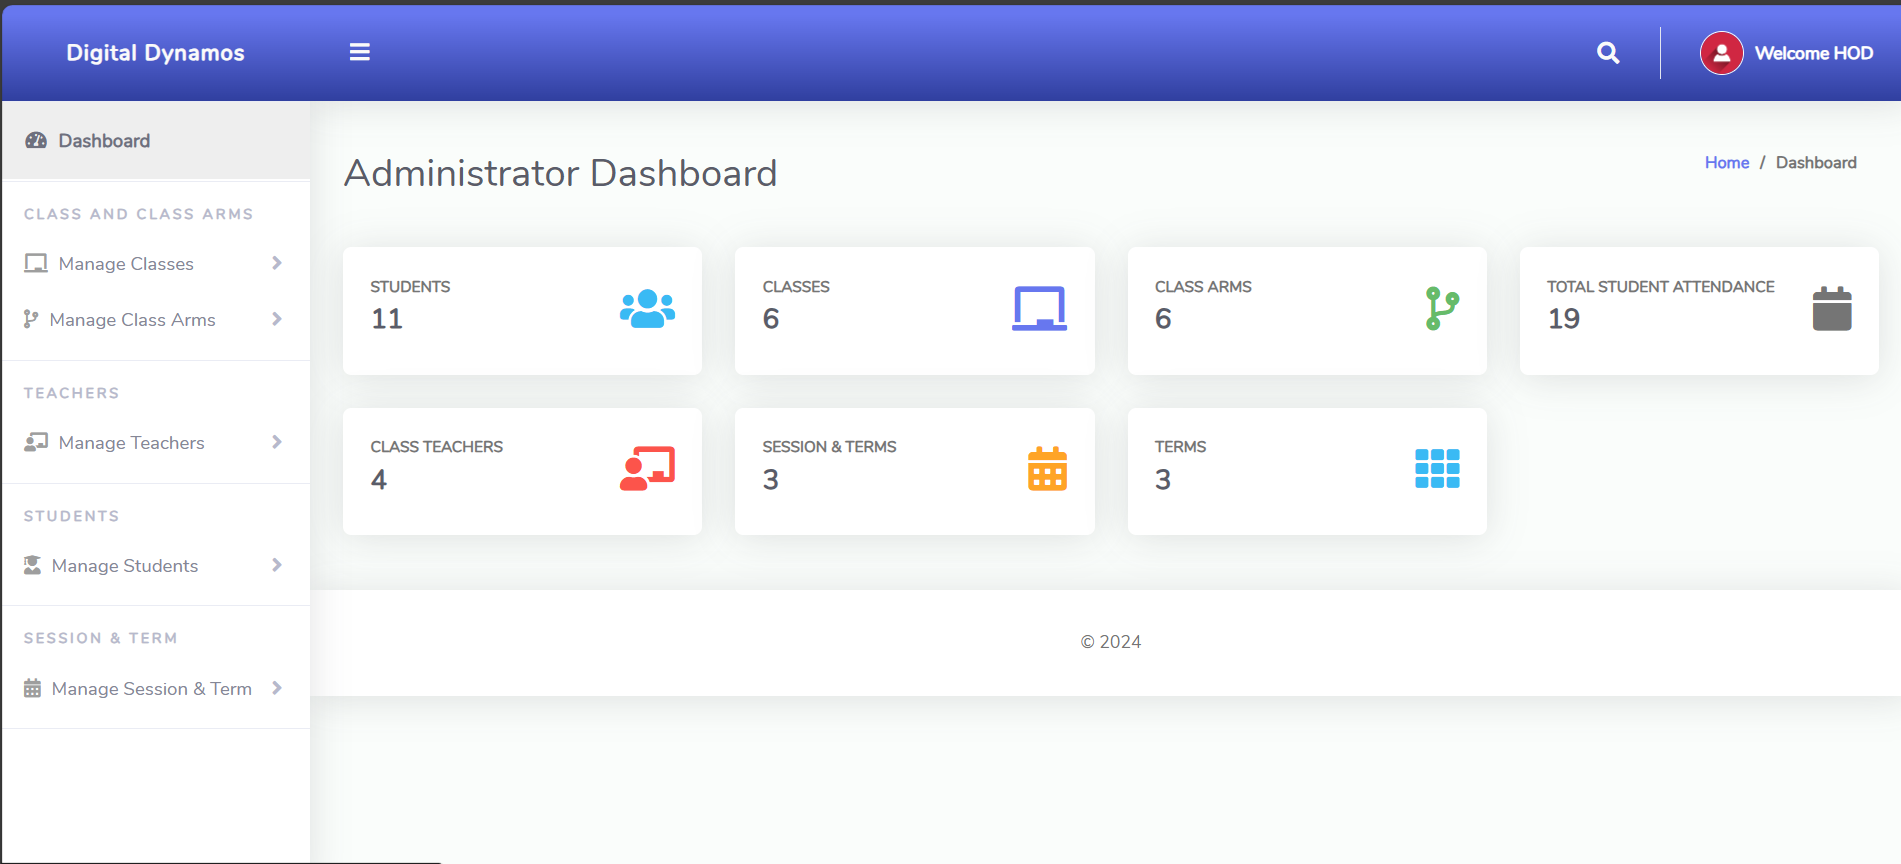 Digital Dynamos
Welcome HOD
Dashboard
CLASS AND CLASS ARMS
Manage Classes
Manage Class Arms
TEACHERS
Manage Teachers
STUDENTS
Manage Students
SESSION & TERM
Manage Session & Term
Administrator Dashboard
Home / Dashboard
STUDENTS
11
CLASSES
6
CLASS ARMS
6
TOTAL STUDENT ATTENDANCE
19
CLASS TEACHERS
4
SESSION & TERMS
3
TERMS
3
© 2024